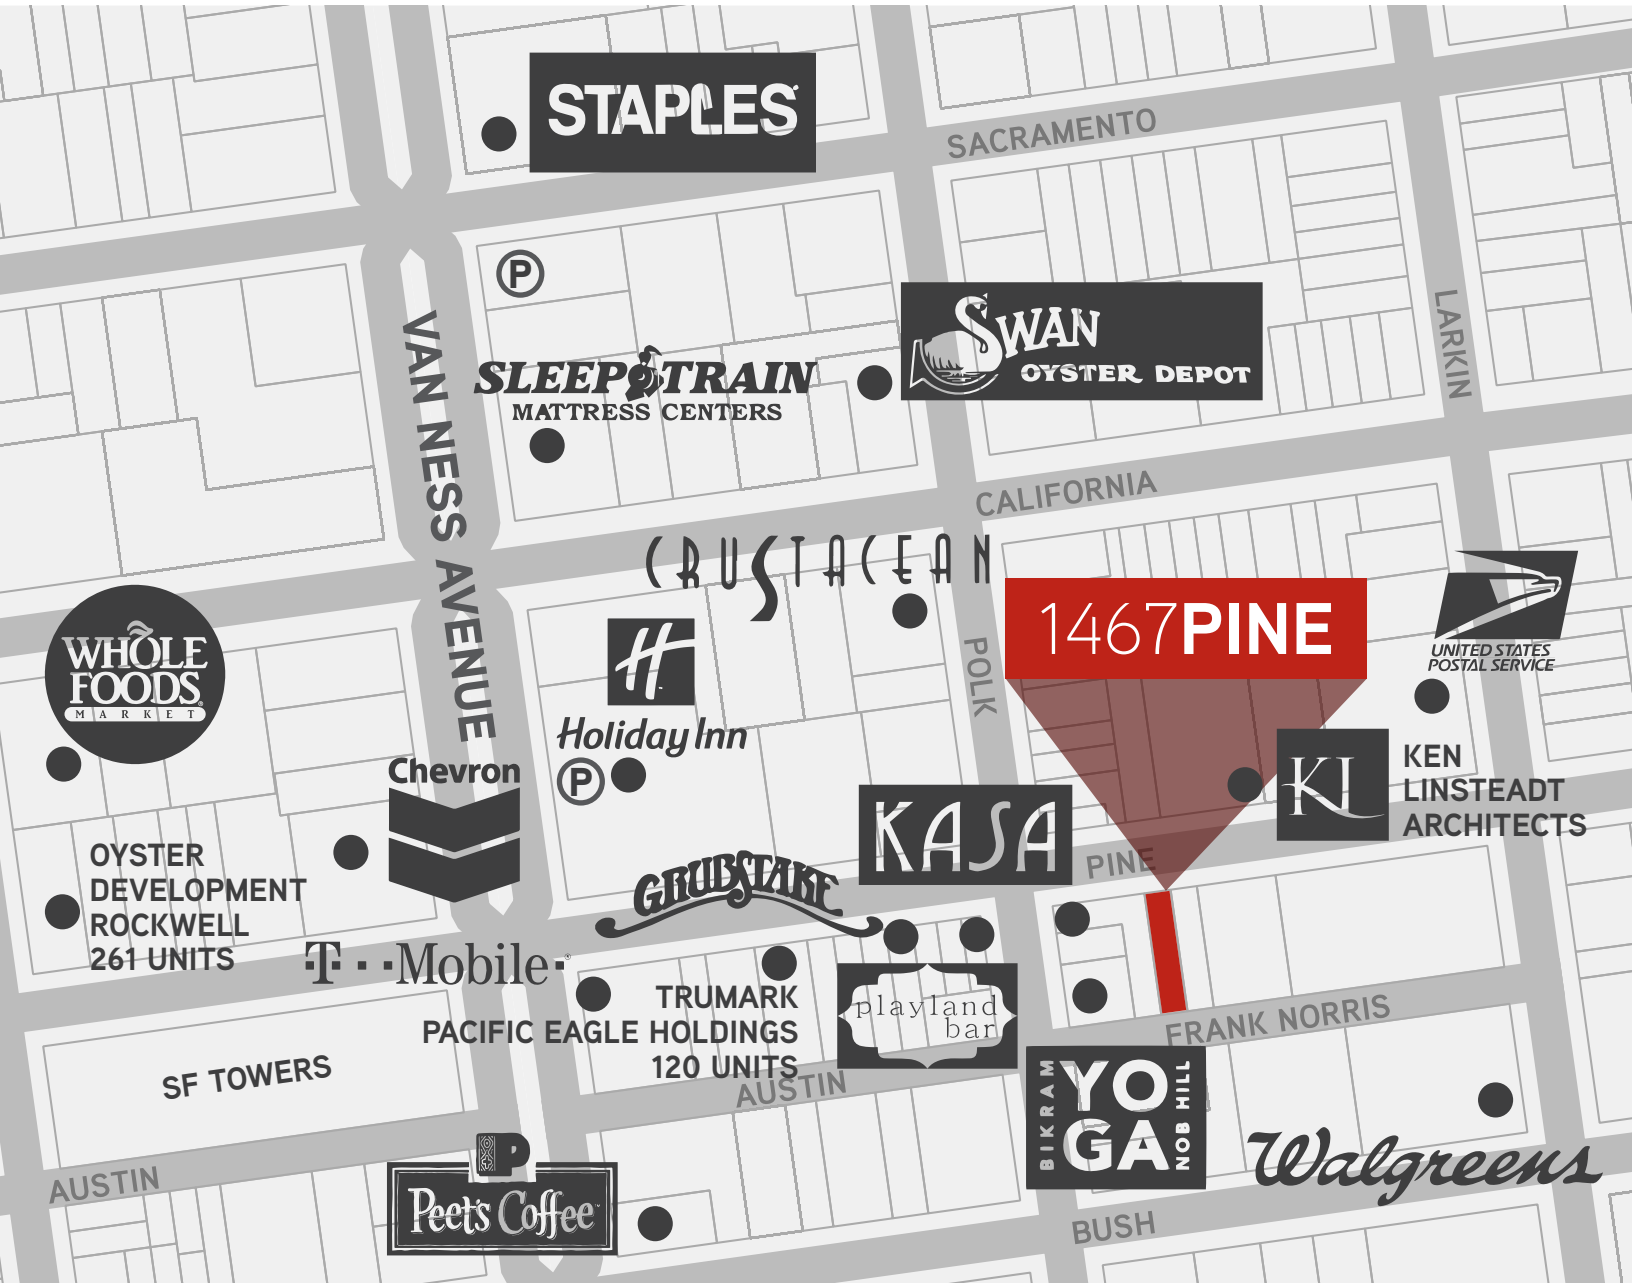 STAPLES
SACRAMENTO
P
SWAN
OYSTER DEPOT
LARKIN
VAN NESS AVENUE
SLEEP TRAIN
MATTRESS CENTERS
CALIFORNIA
CRUSTACEAN
1467PINE
UNITED STATES
POSTAL SERVICE
WHOLE
FOODS
MARKET
POLK
H
Holiday Inn
P
Chevron
KL
KEN
LINSTEADT
ARCHITECTS
KASA
PINE
OYSTER
DEVELOPMENT
ROCKWELL
261 UNITS
GRUBSTAKE
T··Mobile·®
TRUMARK
PACIFIC EAGLE HOLDINGS
120 UNITS
playland
bar
FRANK NORRIS
SF TOWERS
AUSTIN
BIKRAM
YO
GA
NOB HILL
Walgreens
AUSTIN
P
Peet's Coffee
BUSH